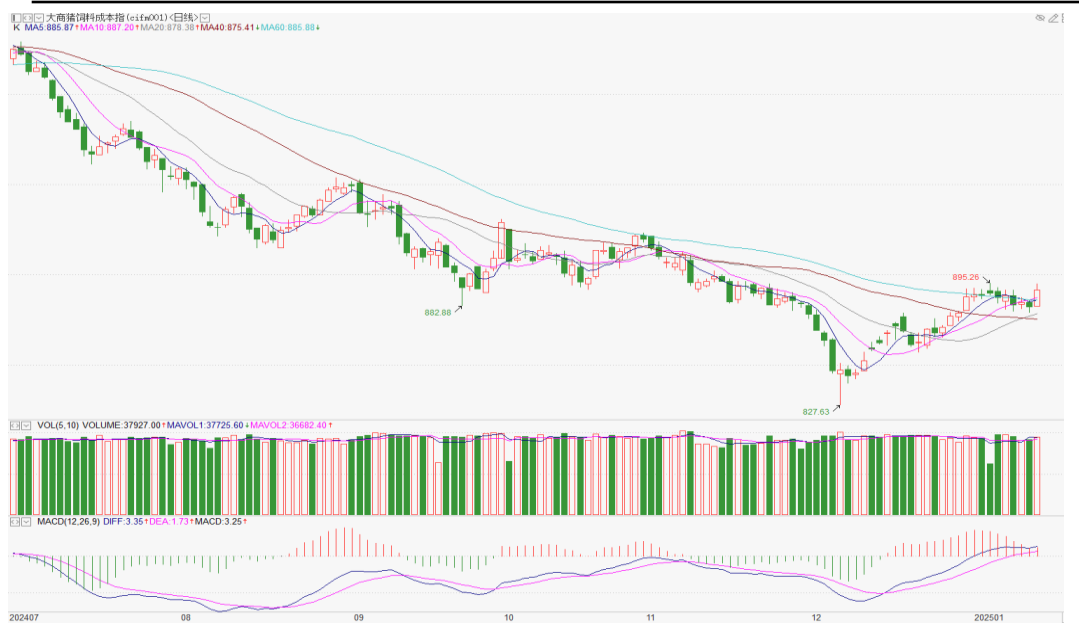 大商猪饲料成本指(cifm001)<日线>
K MA5:885.87↑MA10:887.20↑MA20:878.38↑MA40:875.41↓MA60:885.88↓
895.26
882.88
827.63
VOL(5,10) VOLUME:37927.00↑MAVOL1:37725.60↓MAVOL2:36682.40↑
MACD(12,26,9) DIFF:3.35↑DEA:1.73↑MACD:3.25↑
202407 08 09 10 11 12 202501